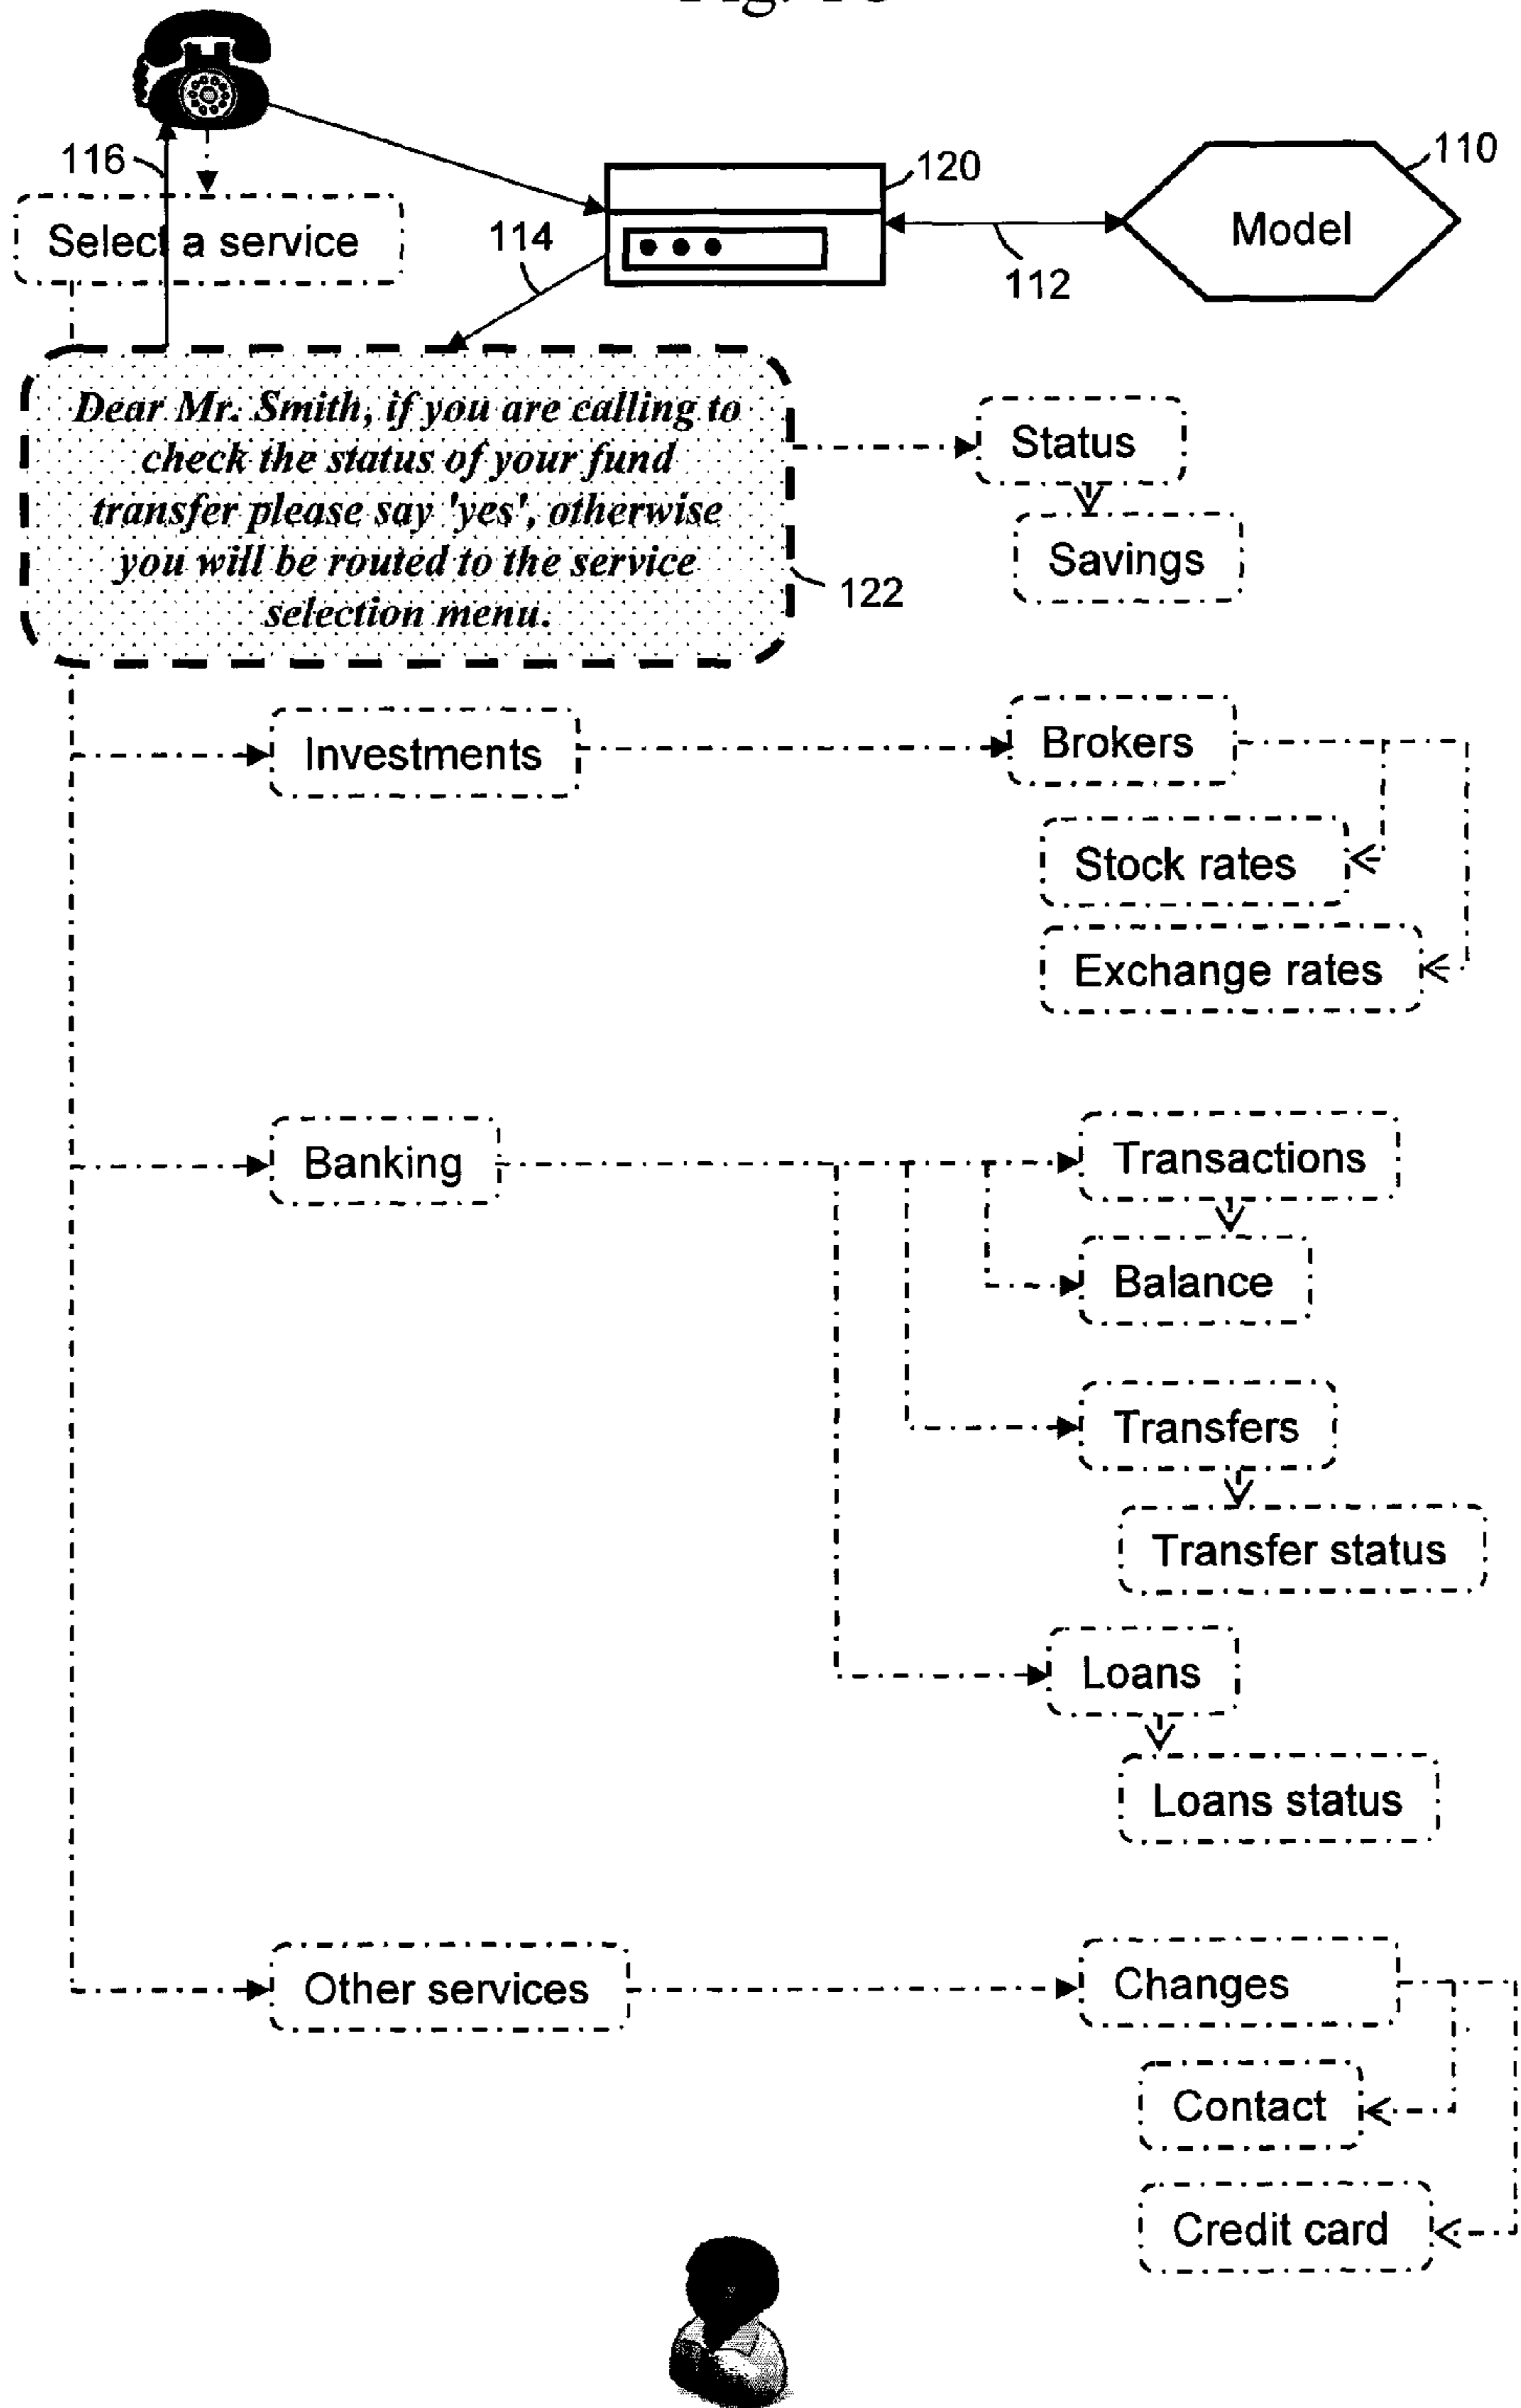 116
120
110
Select a service
114
Model
112
Dear Mr. Smith, if you are calling to
check the status of your fund
transfer please say 'yes', otherwise
you will be routed to the service
selection menu.
Status
Savings
122
Investments
Brokers
Stock rates
Exchange rates
Banking
Transactions
Balance
Transfers
Transfer status
Loans
Loans status
Other services
Changes
Contact
Credit card